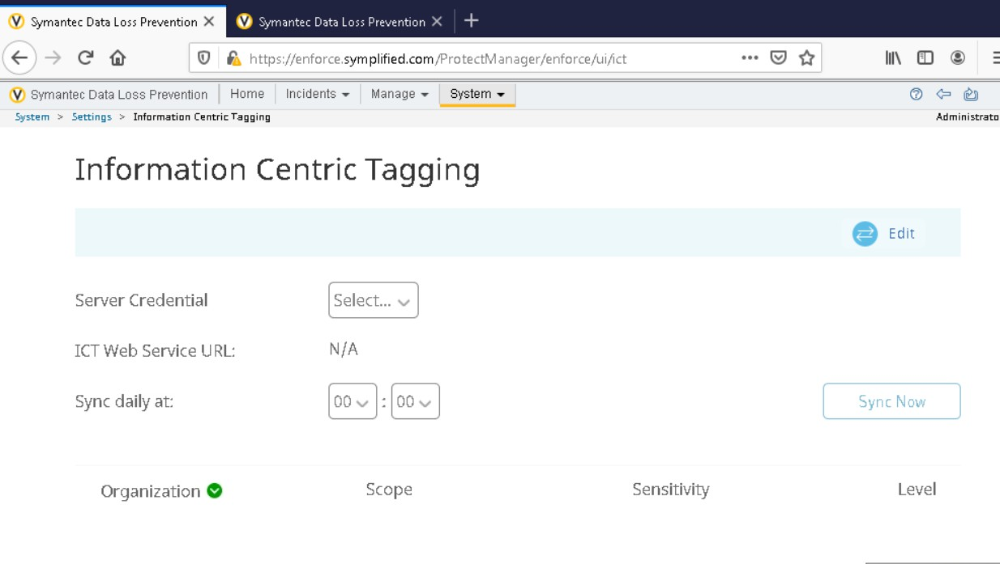 Symantec Data Loss Prevention Symantec Data Loss Prevention
https://enforce.symplified.com/ProtectManager/enforce/ui/ict
Symantec Data Loss Prevention Home Incidents Manage System
System > Settings > Information Centric Tagging Administrato
Information Centric Tagging
Edit
Server Credential Select...
ICT Web Service URL: N/A
Sync daily at: 00 : 00 Sync Now
Organization Scope Sensitivity Level